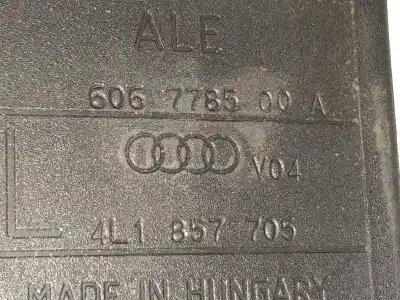 ALE
606 7785 00 A
L V04
4L1 857 705
MADE IN HUNGARY